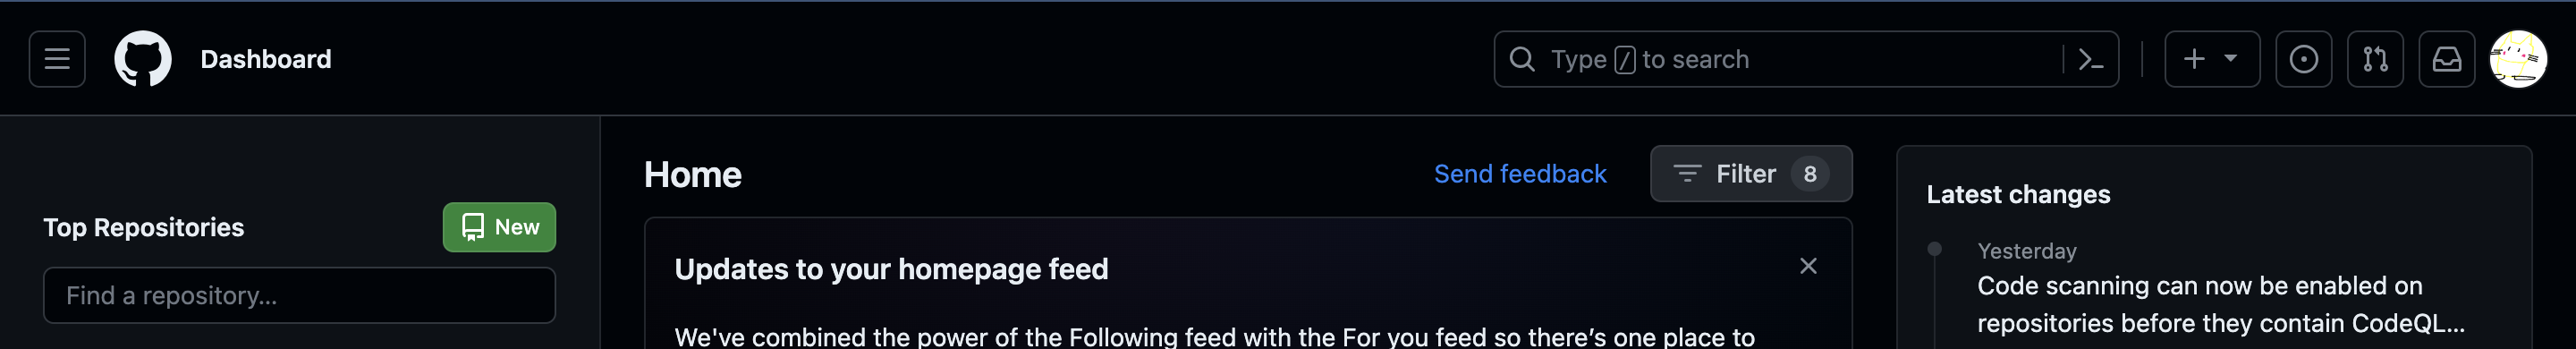 Dashboard
Type / to search
Top Repositories
New
Find a repository...
Home
Send feedback
Filter 8
Updates to your homepage feed
We've combined the power of the Following feed with the For you feed so there’s one place to
Latest changes
Yesterday
Code scanning can now be enabled on
repositories before they contain CodeQL...